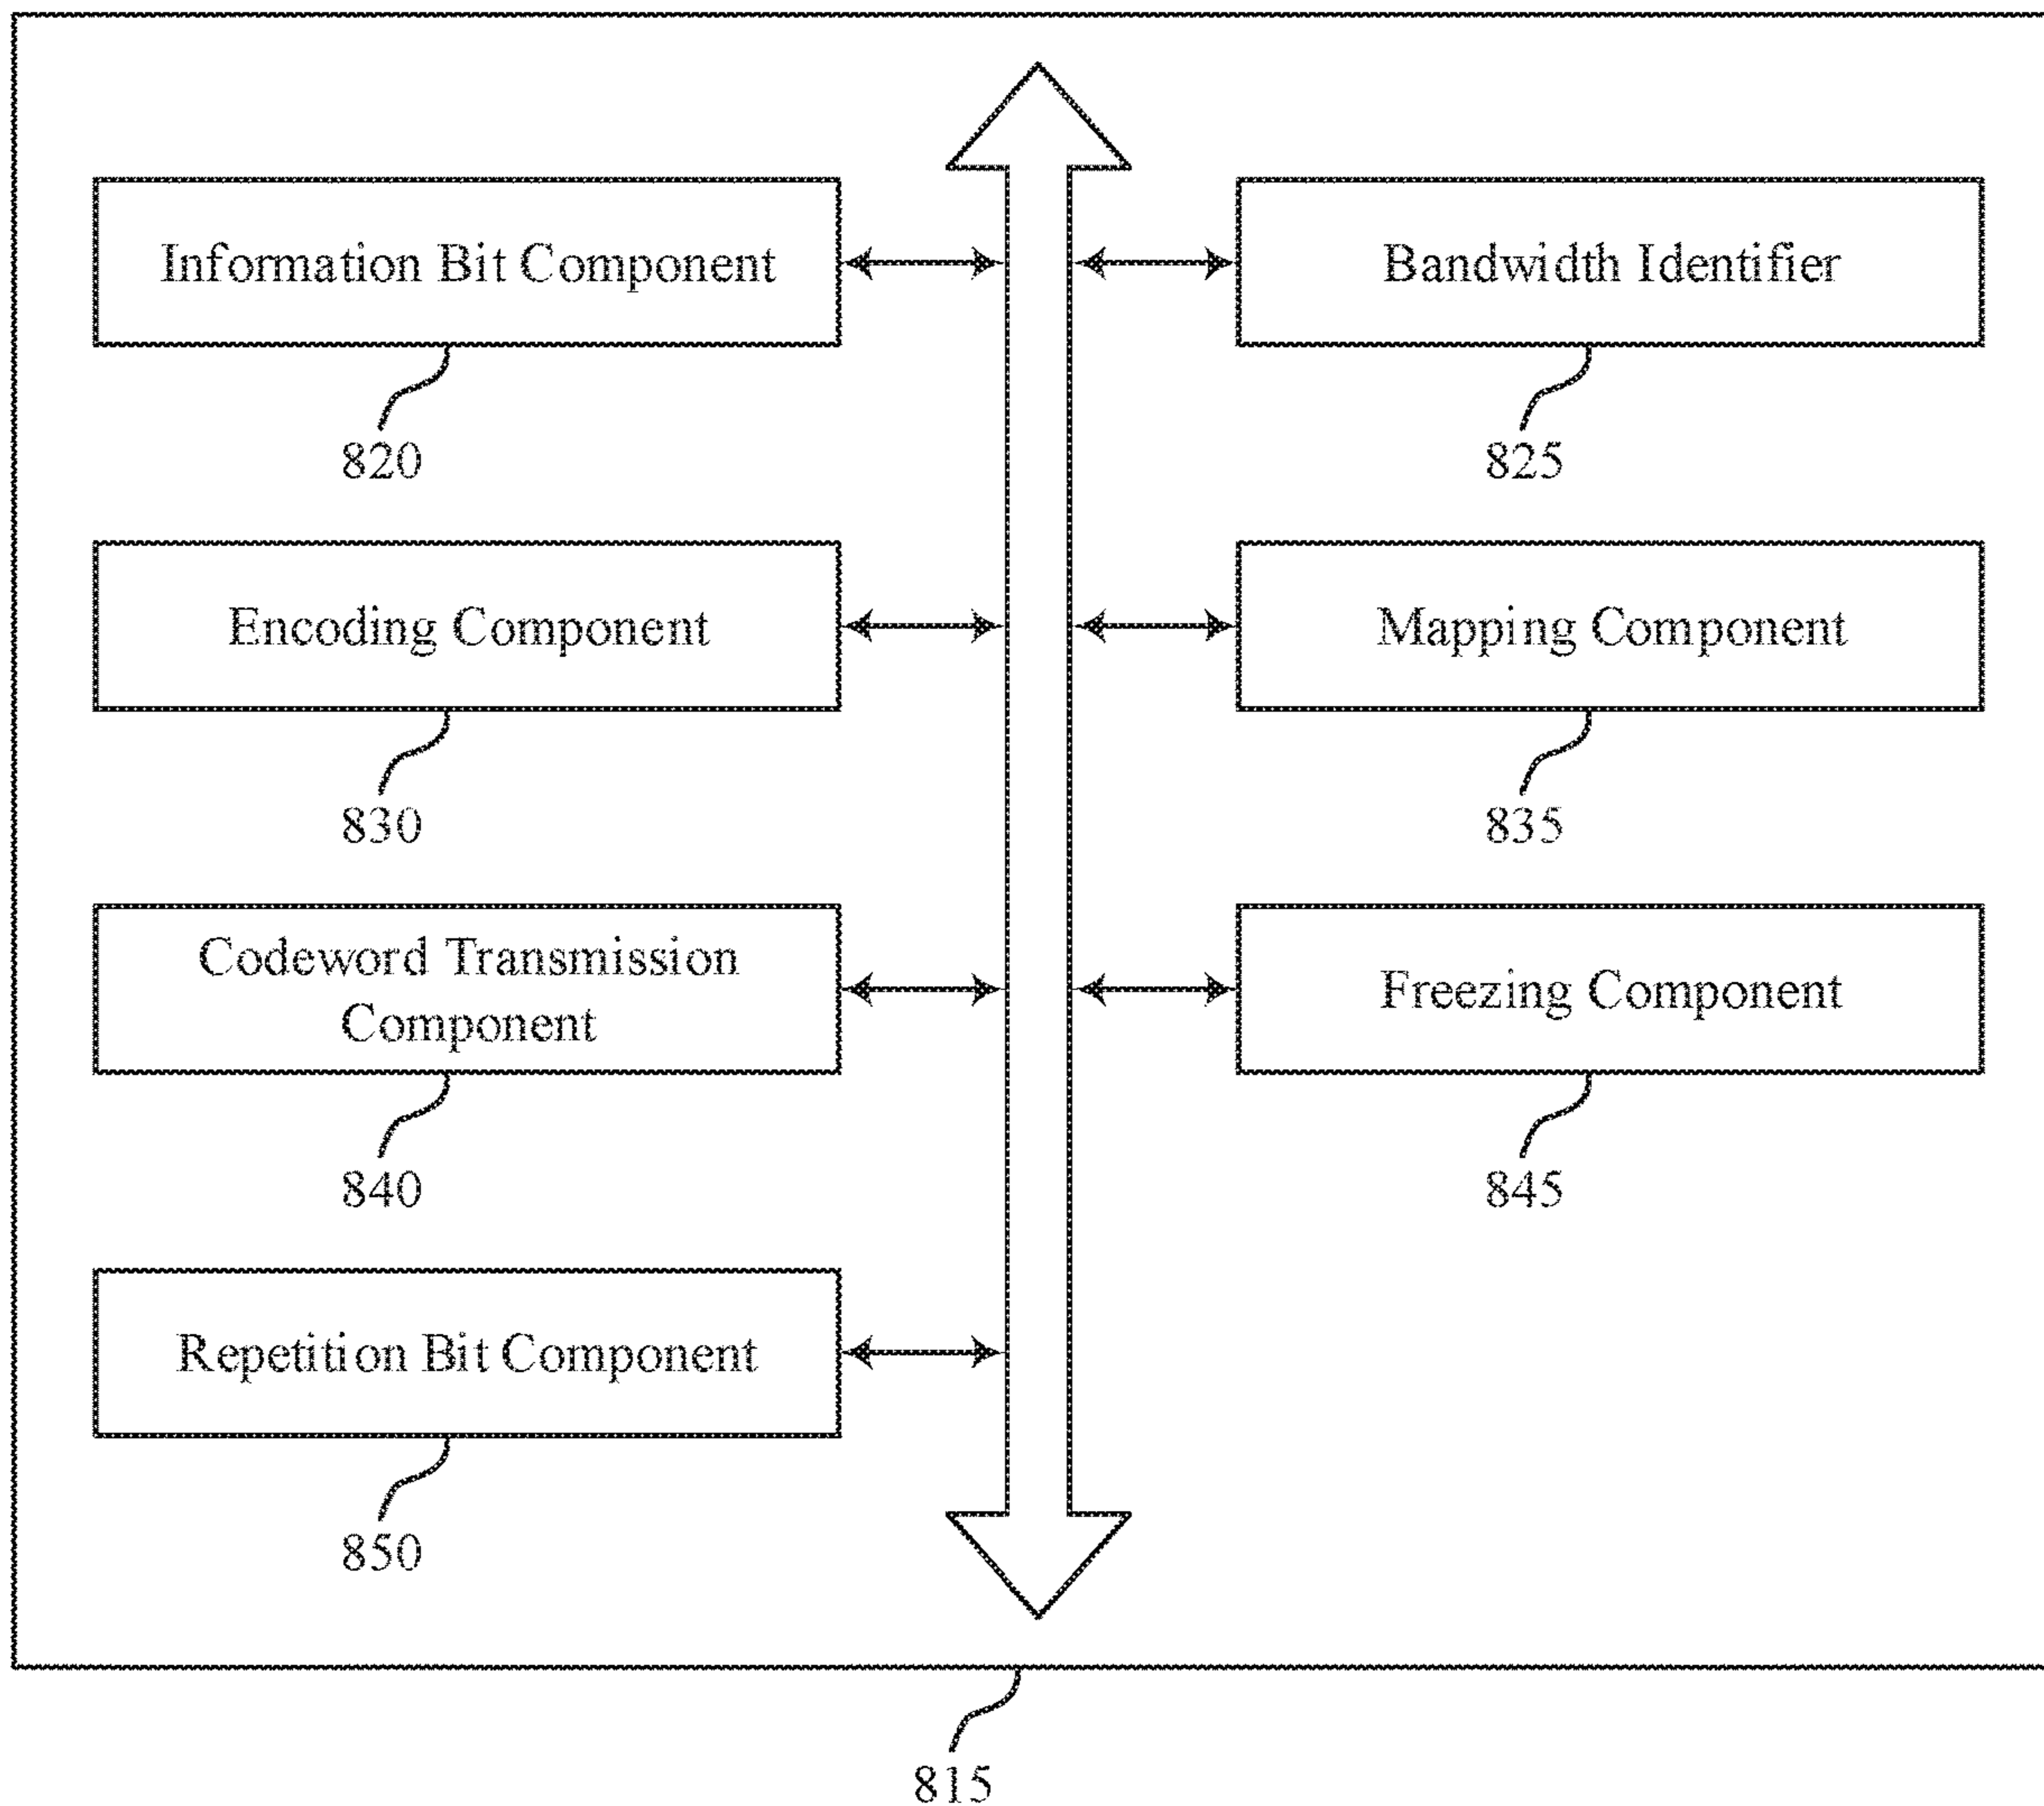 Information Bit Component
Bandwidth Identifier
820
825
Encoding Component
Mapping Component
830
835
Codeword Transmission
Component
Freezing Component
840
845
Repetition Bit Component
850
815